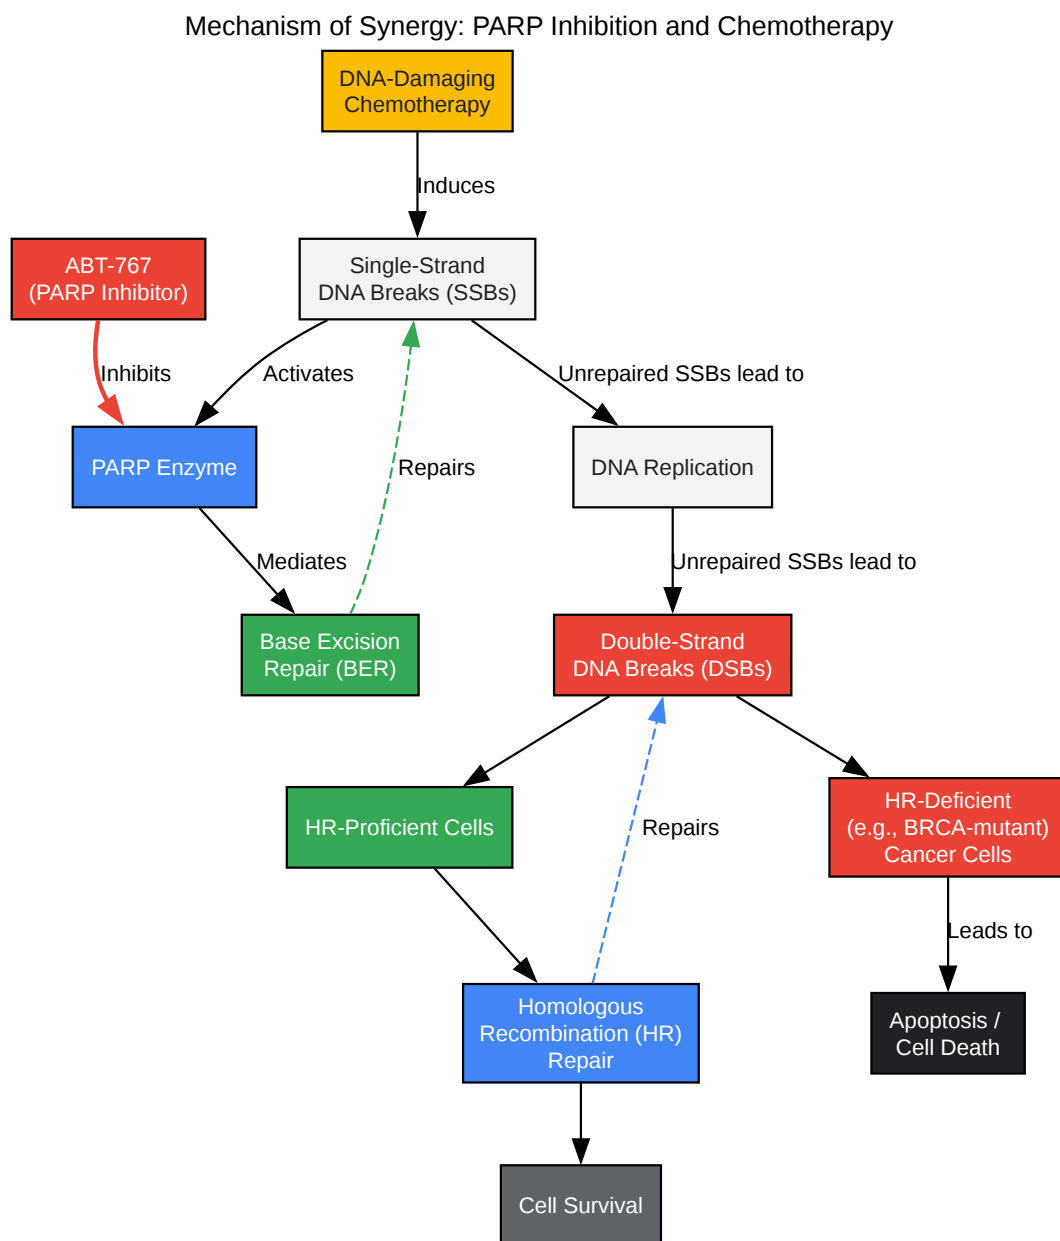 Mechanism of Synergy: PARP Inhibition and Chemotherapy
DNA-Damaging
Chemotherapy
Induces
ABT-767
(PARP Inhibitor)
Single-Strand
DNA Breaks (SSBs)
Inhibits
Activates
Unrepaired SSBs lead to
PARP Enzyme
Repairs
DNA Replication
Mediates
Unrepaired SSBs lead to
Base Excision
Repair (BER)
Double-Strand
DNA Breaks (DSBs)
HR-Proficient Cells
Repairs
HR-Deficient
(e.g., BRCA-mutant)
Cancer Cells
Leads to
Homologous
Recombination (HR)
Repair
Apoptosis /
Cell Death
Cell Survival